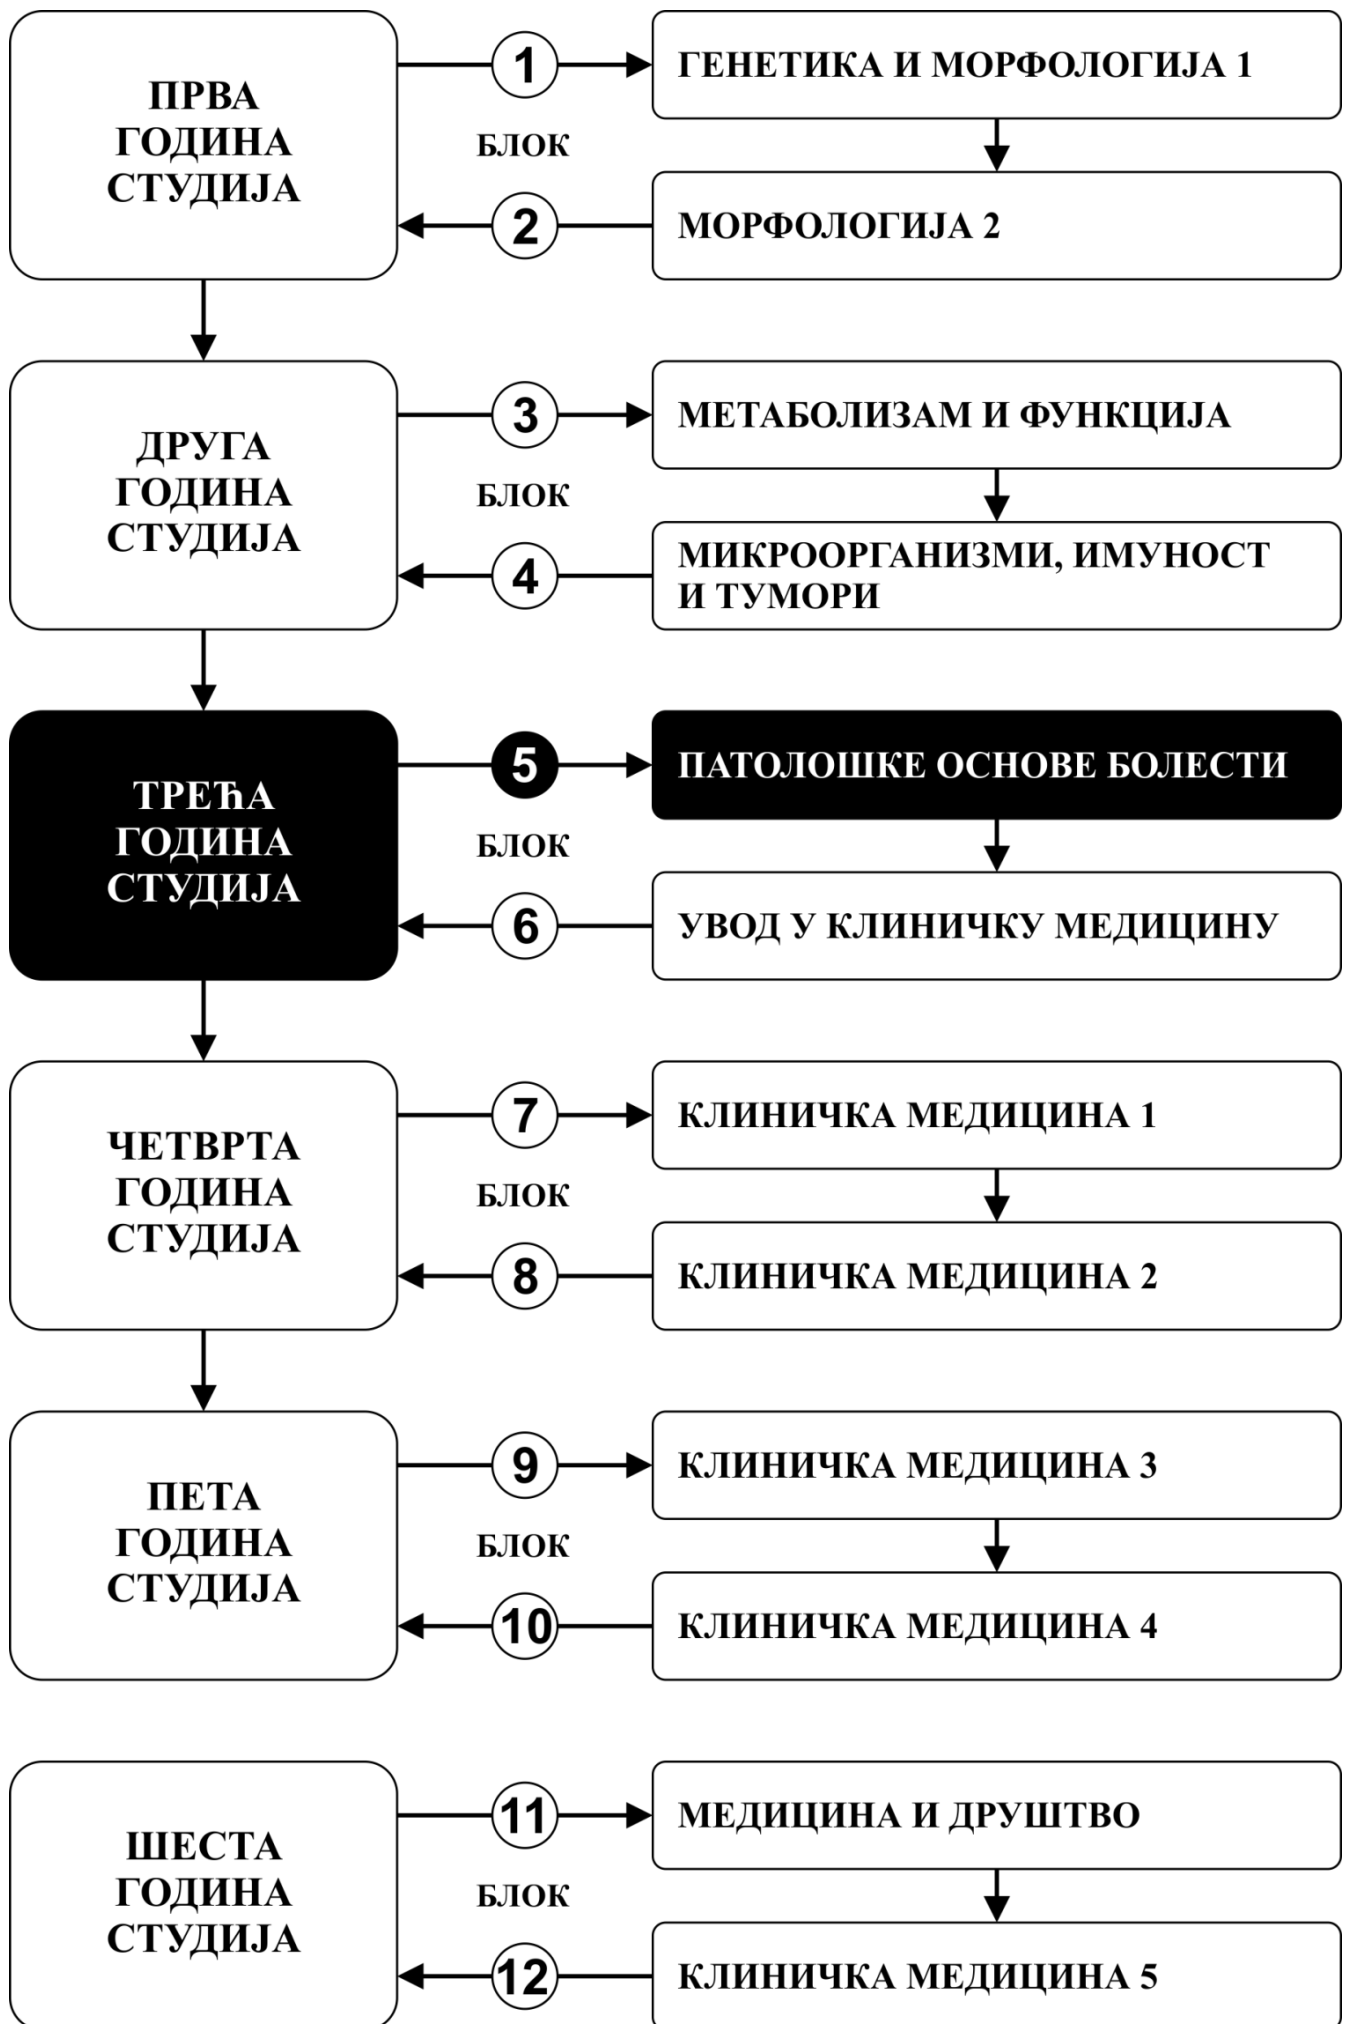 ПРВА
ГОДИНА
СТУДИЈА
1
БЛОК
2
ГЕНЕТИКА И МОРФОЛОГИЈА 1
МОРФОЛОГИЈА 2
ДРУГА
ГОДИНА
СТУДИЈА
3
БЛОК
4
МЕТАБОЛИЗАМ И ФУНКЦИЈА
МИКРООРГАНИЗМИ, ИМУНОСТ
И ТУМОРИ
ТРЕЋА
ГОДИНА
СТУДИЈА
5
БЛОК
6
ПАТОЛОШКЕ ОСНОВЕ БОЛЕСТИ
УВОД У КЛИНИЧКУ МЕДИЦИНУ
ЧЕТВРТА
ГОДИНА
СТУДИЈА
7
БЛОК
8
КЛИНИЧКА МЕДИЦИНА 1
КЛИНИЧКА МЕДИЦИНА 2
ПЕТА
ГОДИНА
СТУДИЈА
9
БЛОК
10
КЛИНИЧКА МЕДИЦИНА 3
КЛИНИЧКА МЕДИЦИНА 4
ШЕСТА
ГОДИНА
СТУДИЈА
11
БЛОК
12
МЕДИЦИНА И ДРУШТВО
КЛИНИЧКА МЕДИЦИНА 5